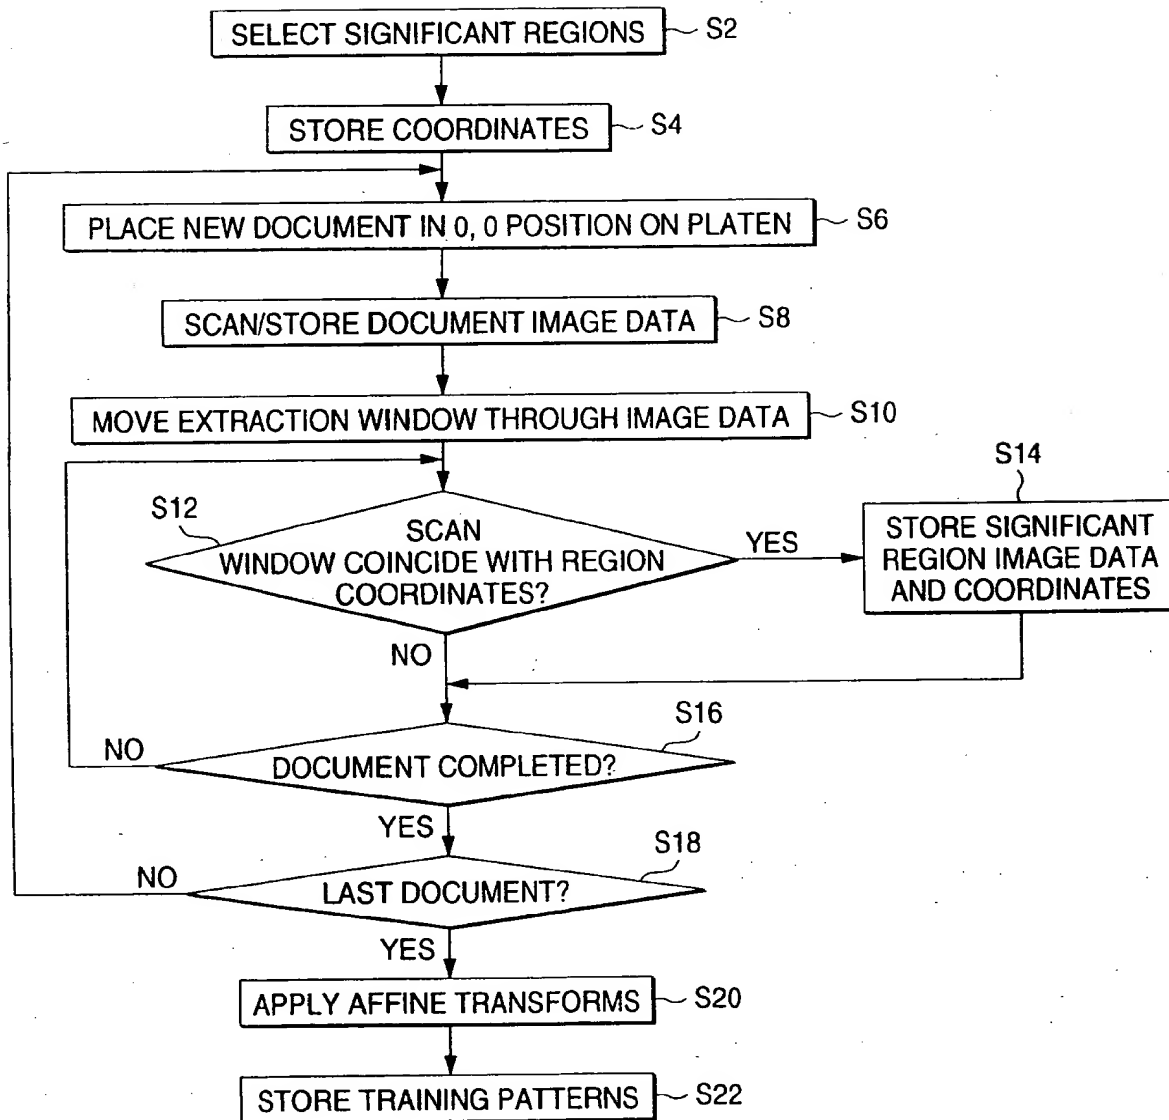 SELECT SIGNIFICANT REGIONS
S2
STORE COORDINATES
S4
PLACE NEW DOCUMENT IN 0, 0 POSITION ON PLATEN
S6
SCAN/STORE DOCUMENT IMAGE DATA
S8
MOVE EXTRACTION WINDOW THROUGH IMAGE DATA
S10
S12
SCAN
WINDOW COINCIDE WITH REGION
COORDINATES?
YES
S14
STORE SIGNIFICANT
REGION IMAGE DATA
AND COORDINATES
NO
S16
DOCUMENT COMPLETED?
NO
YES
S18
LAST DOCUMENT?
NO
YES
APPLY AFFINE TRANSFORMS
S20
STORE TRAINING PATTERNS
S22